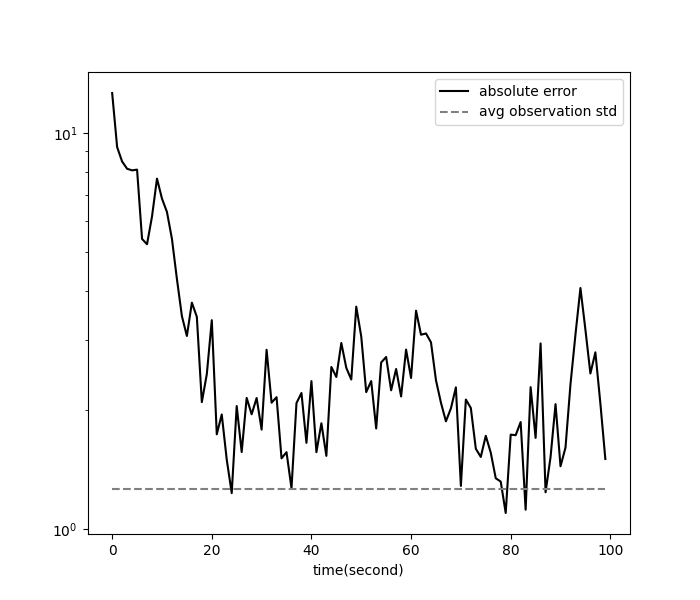 absolute error
avg observation std
10¹
10⁰
0 20 40 60 80 100
time(second)